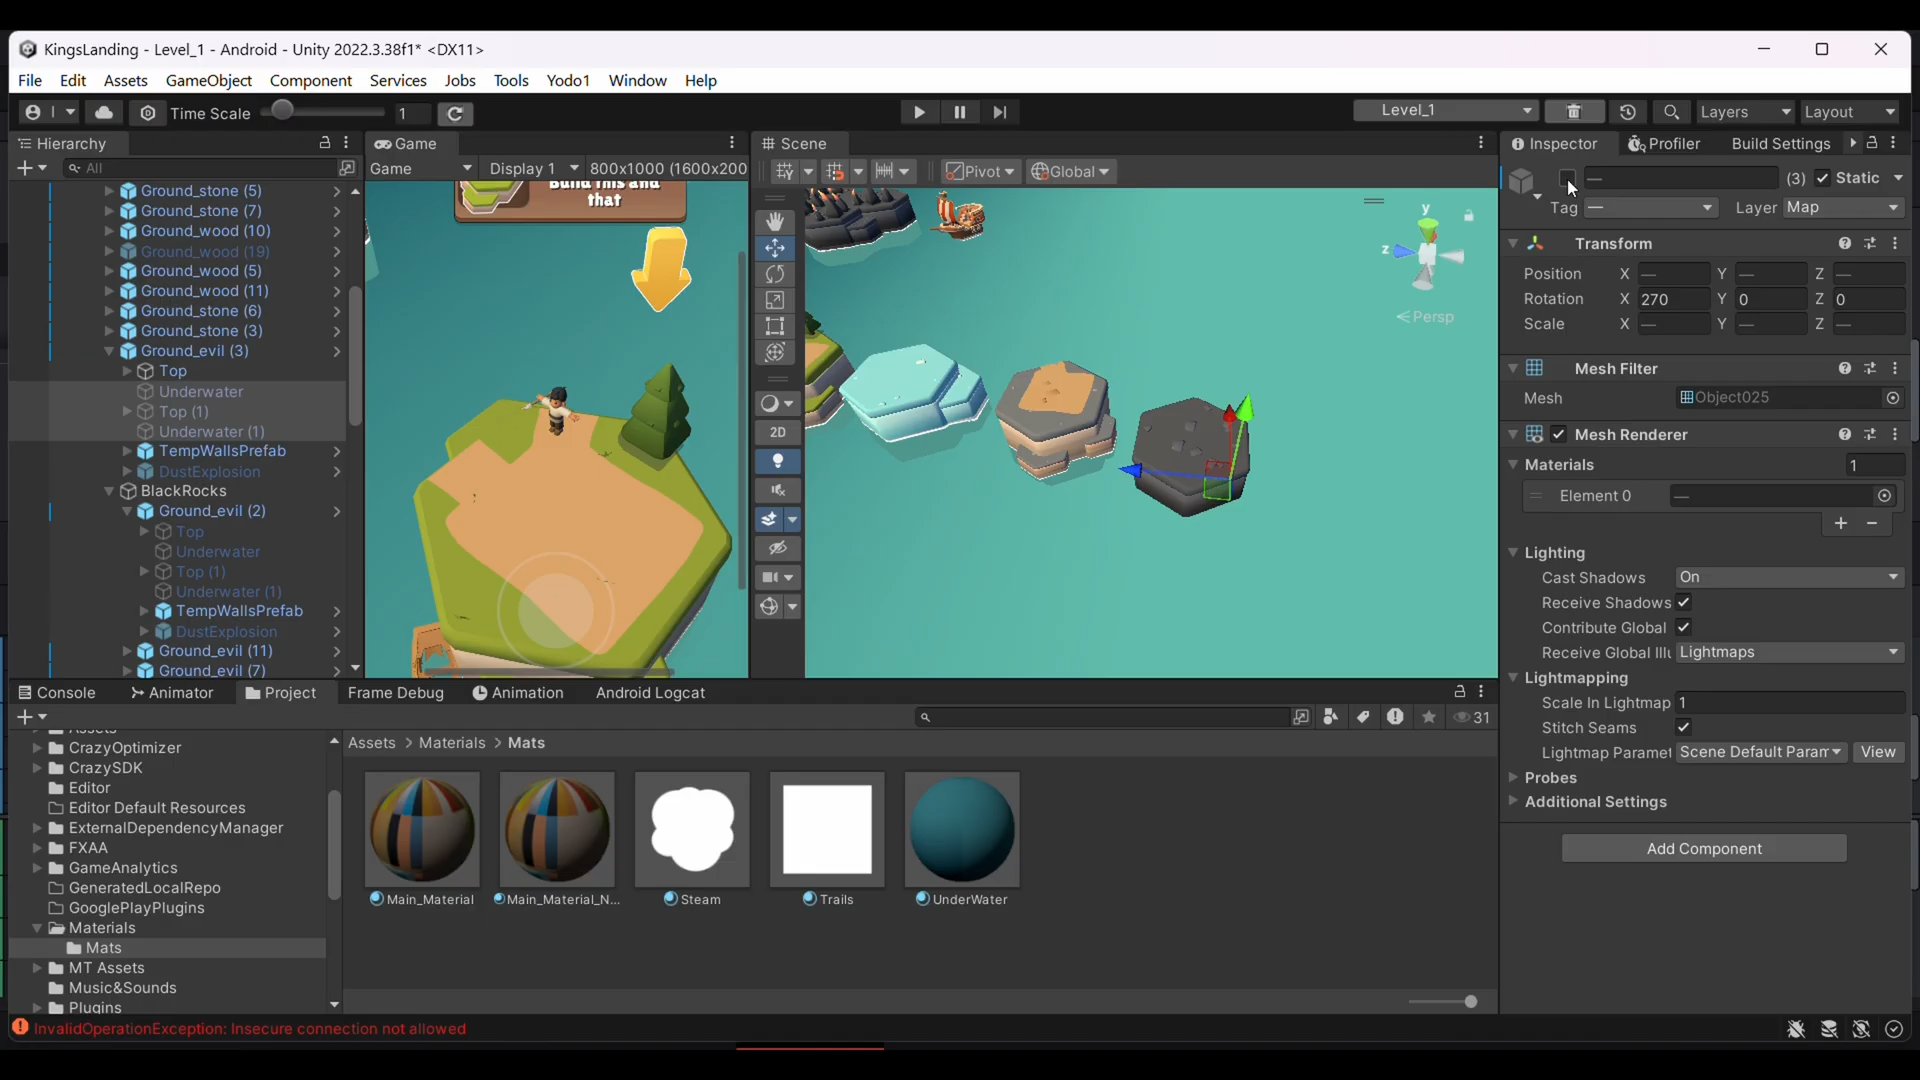 KingsLanding - Level_1 - Android - Unity 2022.3.38f1* <DX11>
File Edit Assets GameObject Component Services Jobs Tools Yodo1 Window Help
Time Scale 1 Level_1 Layers Layout
Hierarchy
All
Ground_stone (5)
Ground_stone (7)
Ground_wood (10)
Ground_wood (19)
Ground_wood (5)
Ground_wood (11)
Ground_stone (6)
Ground_stone (3)
Ground_evil (3)
Top
Underwater
Top (1)
Underwater (1)
TempWallsPrefab
DustExplosion
BlackRocks
Ground_evil (2)
Top
Underwater
Top (1)
Underwater (1)
TempWallsPrefab
DustExplosion
Ground_evil (11)
Ground_evil (7)
Game
Game Display 1 800x1000 (1600x200
Build this and
that
Scene
Pivot Global
2D
y
z
Persp
Inspector Profiler Build Settings
— (3) Static
Tag — Layer Map
Transform
Position X — Y — Z —
Rotation X 270 Y 0 Z 0
Scale X — Y — Z —
Mesh Filter
Mesh Object025
Mesh Renderer
Materials 1
Element 0 —
Lighting
Cast Shadows On
Receive Shadows
Contribute Global
Receive Global Illu Lightmaps
Lightmapping
Scale In Lightmap 1
Stitch Seams
Lightmap Paramet Scene Default Param View
Probes
Additional Settings
Add Component
Console Animator Project Frame Debug Animation Android Logcat
31
Assets
CrazyOptimizer
CrazySDK
Editor
Editor Default Resources
ExternalDependencyManager
FXAA
GameAnalytics
GeneratedLocalRepo
GooglePlayPlugins
Materials
Mats
MT Assets
Music&Sounds
Plugins
Assets > Materials > Mats
Main_Material Main_Material_N... Steam Trails UnderWater
InvalidOperationException: Insecure connection not allowed